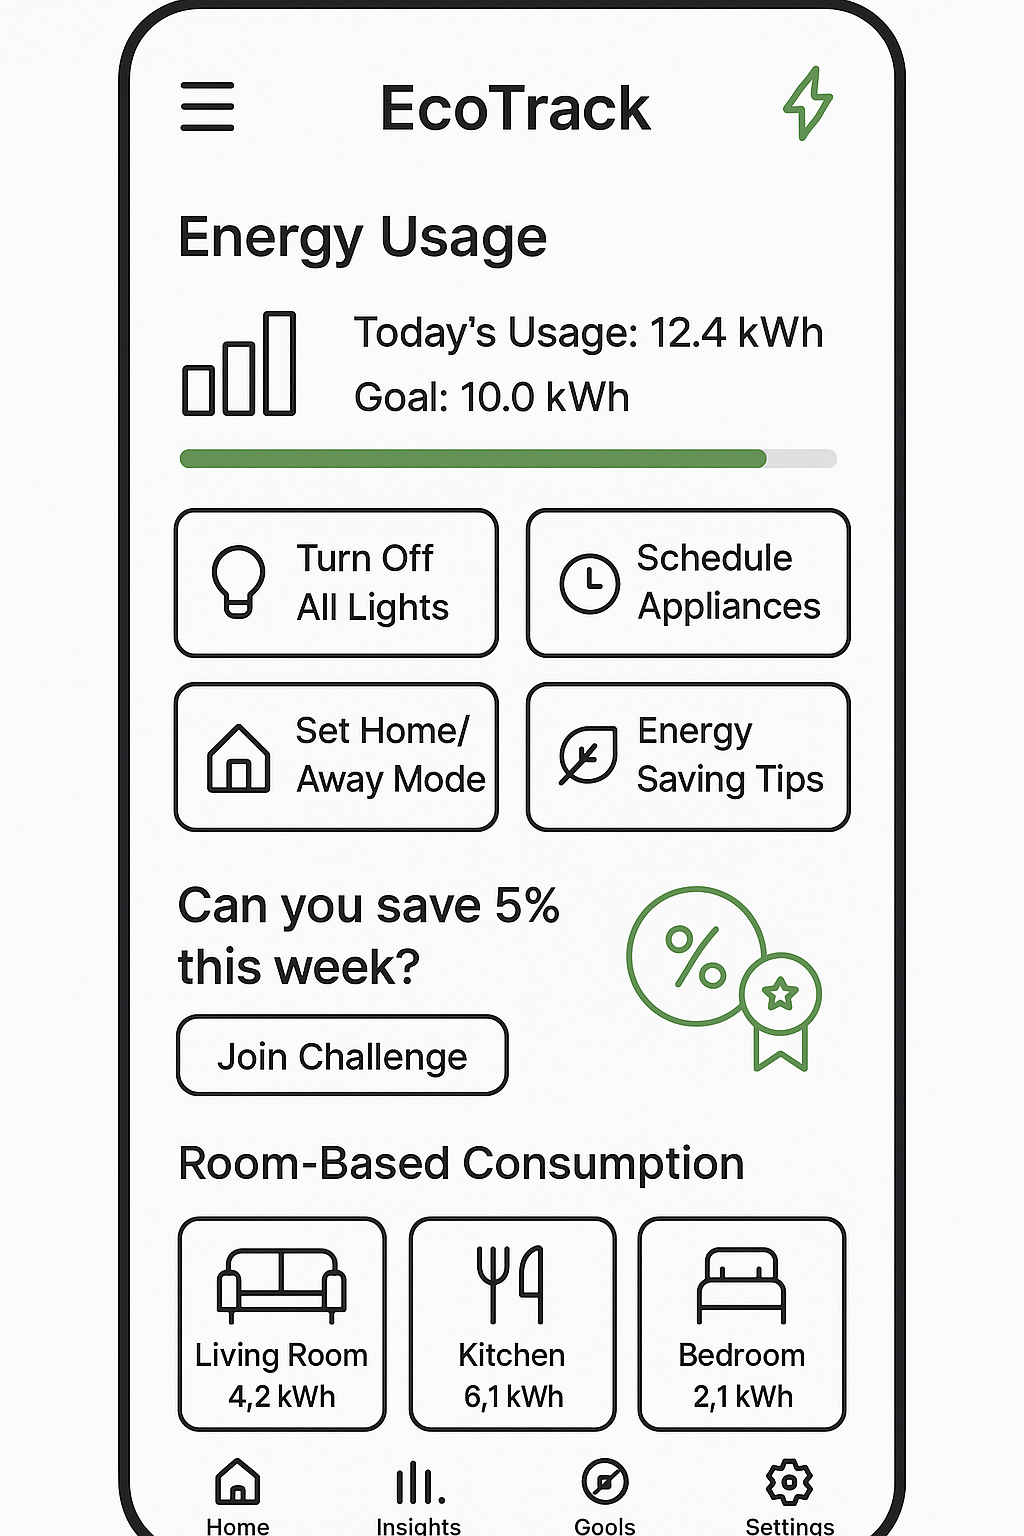 EcoTrack
Energy Usage
Today's Usage: 12.4 kWh
Goal: 10.0 kWh
Turn Off
All Lights
Schedule
Appliances
Set Home/
Away Mode
Energy
Saving Tips
Can you save 5%
this week?
%
Join Challenge
Room-Based Consumption
Living Room
4,2 kWh
Kitchen
6,1 kWh
Bedroom
2,1 kWh
Home
Insights
Gools
Settings